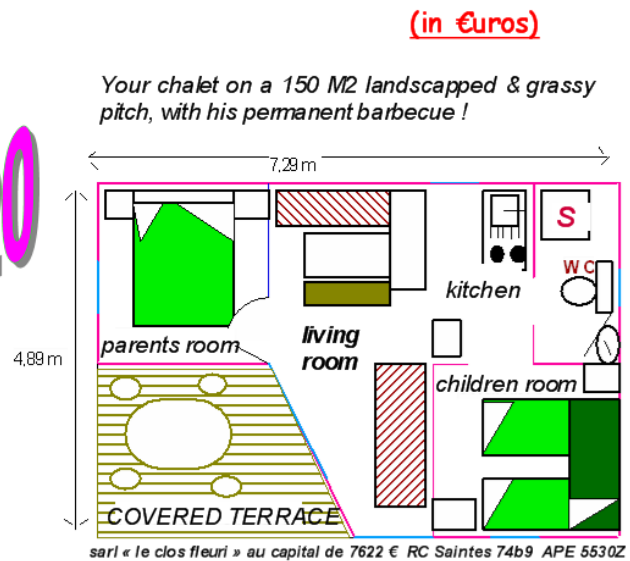 (in €uros)
Your chalet on a 150 M2 landscapped & grassy
pitch, with his permanent barbecue !
0
7,29 m
S
WC
kitchen
4,89 m
parents room
living
room
children room
COVERED TERRACE
sarl « le clos fleuri » au capital de 7622 € RC Saintes 74b9 APE 5530Z